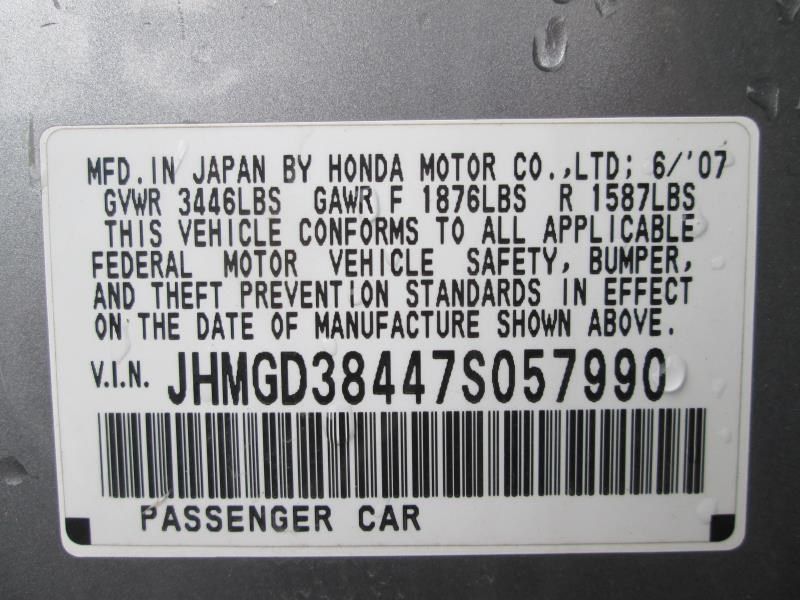 MFD. IN JAPAN BY HONDA MOTOR CO.,LTD; 6/'07
GVWR 3446LBS GAWR F 1876LBS R 1587LBS
THIS VEHICLE CONFORMS TO ALL APPLICABLE
FEDERAL MOTOR VEHICLE SAFETY, BUMPER,
AND THEFT PREVENTION STANDARDS IN EFFECT
ON THE DATE OF MANUFACTURE SHOWN ABOVE.
V.I.N. JHMGD38447S057990
PASSENGER CAR